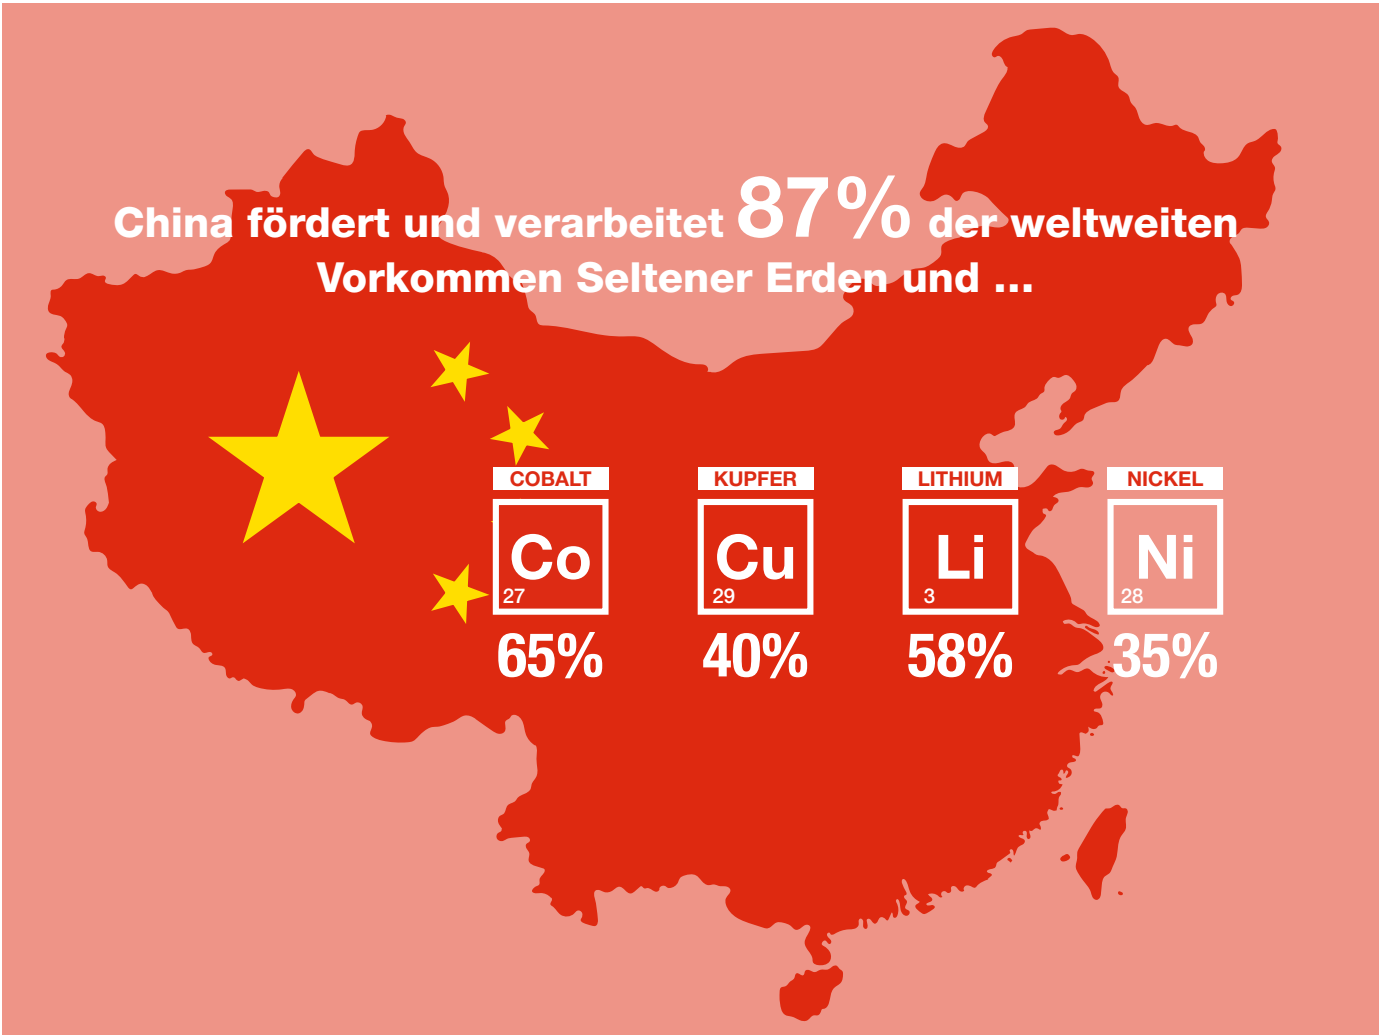 China fördert und verarbeitet 87% der weltweiten
Vorkommen Seltener Erden und ...
COBALT KUPFER LITHIUM NICKEL
Co Cu Li Ni
27 29 3 28
65% 40% 58% 35%